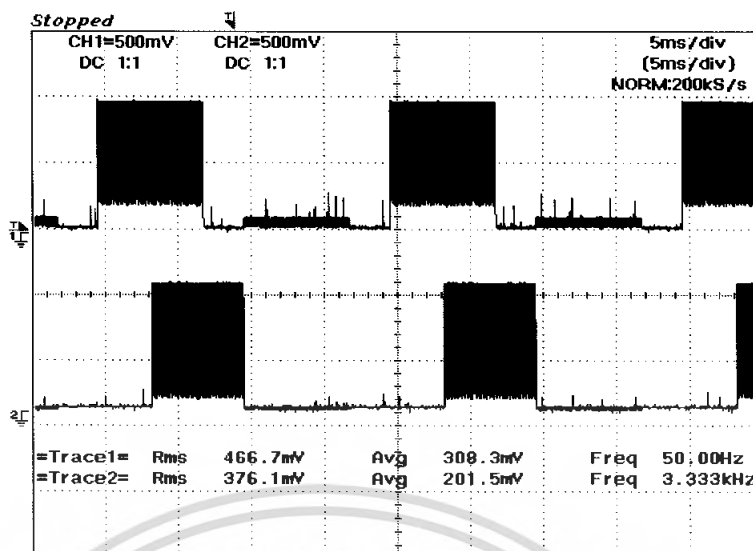 Stopped
CH1=500mV CH2=500mV 5ms/div
DC 1:1 DC 1:1 (5ms/div)
NORM:200kS/s
=Trace1= Rms 466.7mV Avg 308.3mV Freq 50.00Hz
=Trace2= Rms 376.1mV Avg 201.5mV Freq 3.333kHz